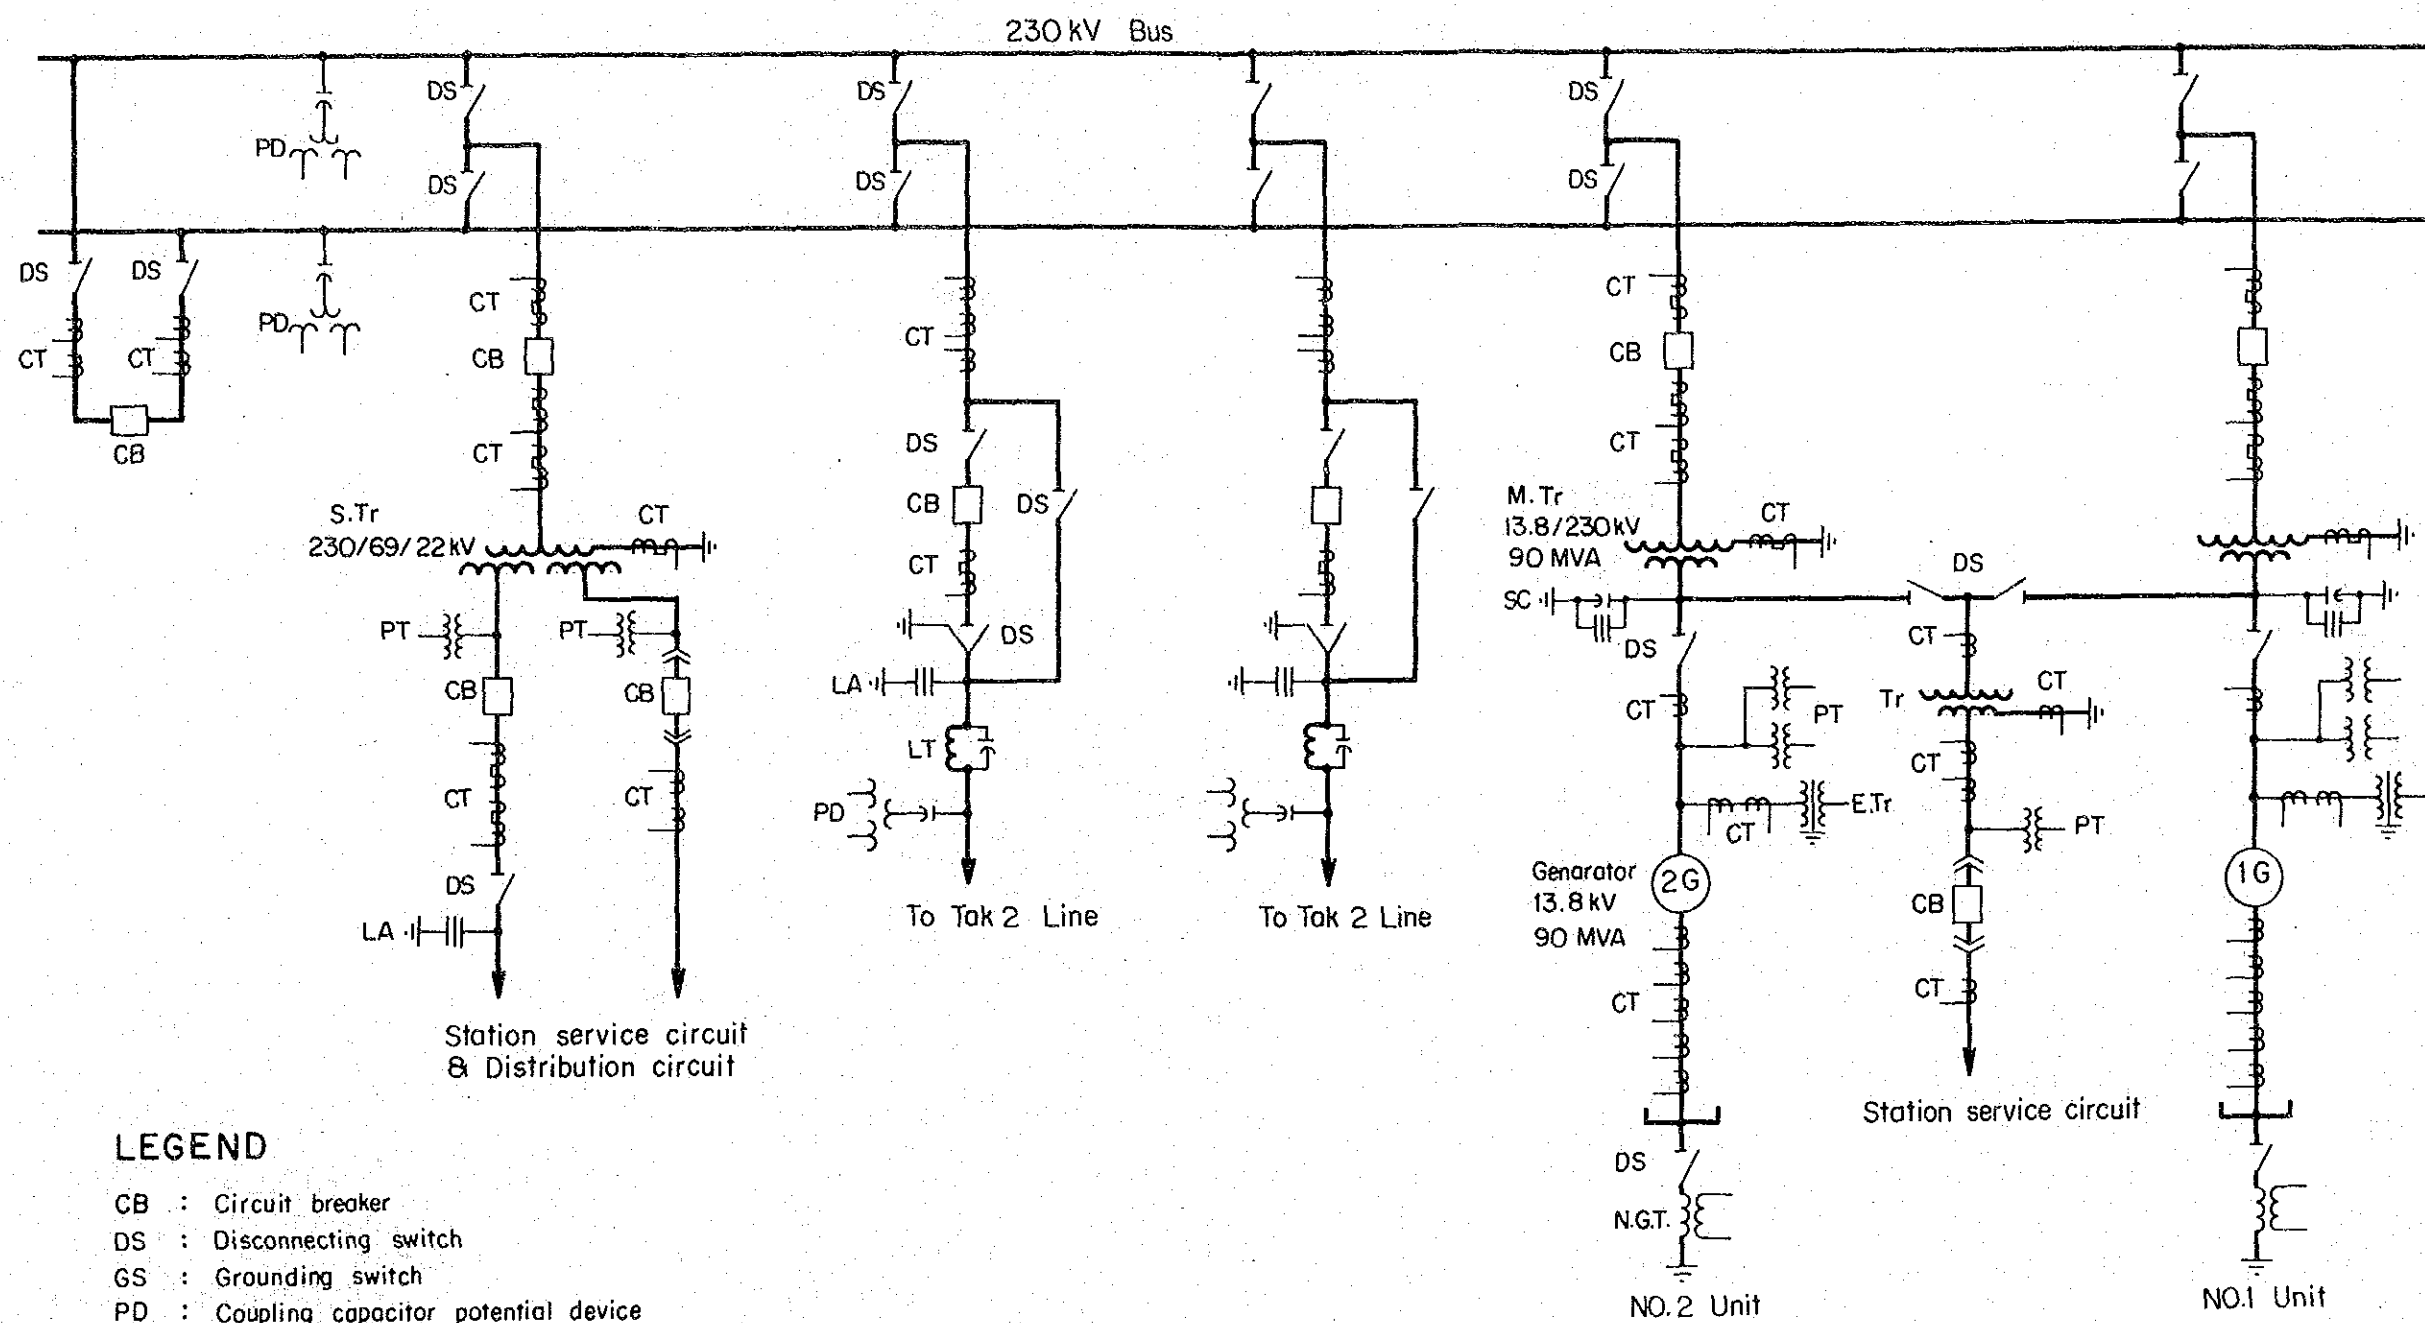 230 kV Bus
DS
DS
DS
PD
DS
DS
DS
DS
DS
PD
CT
CT
CT
CT
CT
CB
CB
CB
CT
CT
DS
CT
CB
DS
S.Tr
230/69/22 kV
CT
M.Tr
13.8/230 kV
90 MVA
CT
CT
DS
SC
PT
PT
DS
CT
DS
CB
CB
LA
CT
PT
Tr
CT
LT
CT
CT
CT
PD
CT
E.Tr
PT
DS
Genarator
13.8 kV
90 MVA
2G
1G
CB
LA
To Tak 2 Line
To Tak 2 Line
CT
CT
Station service circuit
& Distribution circuit
Station service circuit
DS
N.G.T.
NO.2 Unit
NO.1 Unit
LEGEND
CB : Circuit breaker
DS : Disconnecting switch
GS : Grounding switch
PD : Coupling capacitor potential device